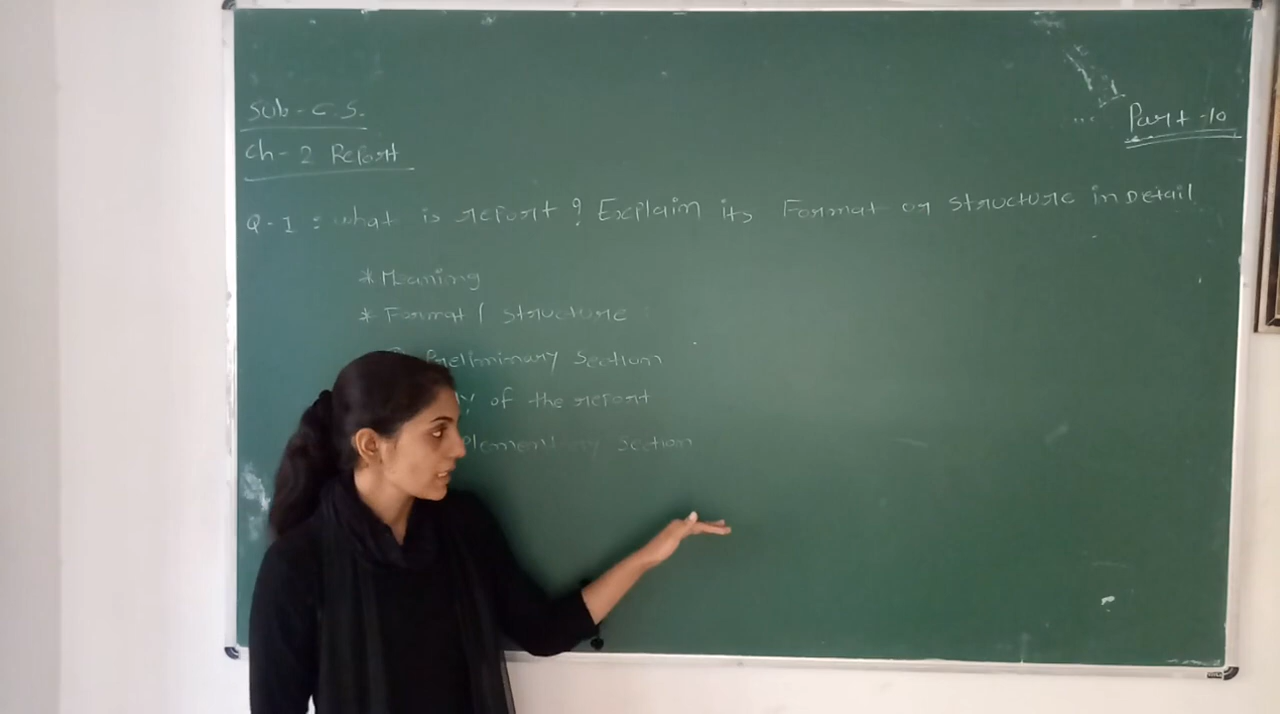 Sub - C.S.
Part - 10
Ch - 2 Report
Q - 1 : what is report ? Explain its Format or structure in Detail
* Meaning
* Format / structure
Preliminary Section
of the report
section